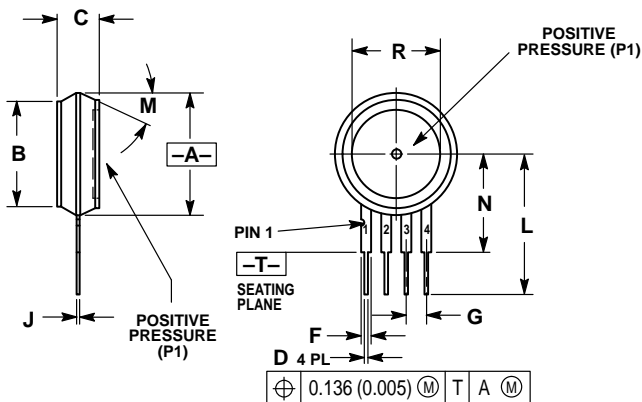 C
R
POSITIVE
PRESSURE (P1)
M
B
–A–
N
L
PIN 1
1 2 3 4
–T–
SEATING
PLANE
J
POSITIVE
PRESSURE
(P1)
F
G
D 4 PL
⌖ 0.136 (0.005) Ⓜ T A Ⓜ